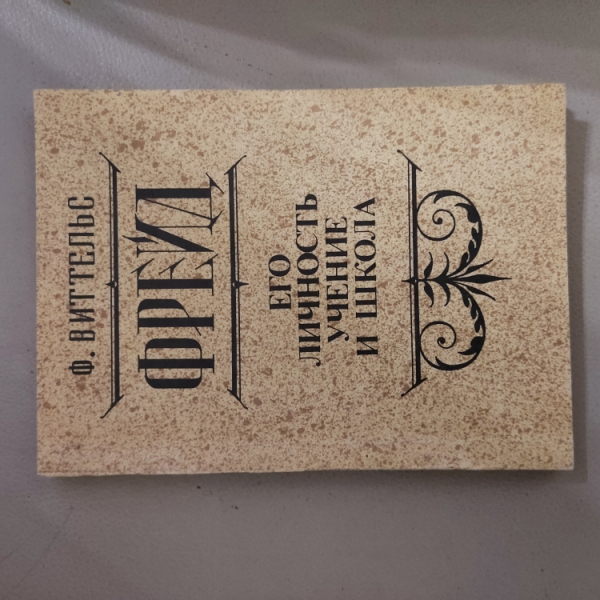 Ф. ВИТТЕЛЬС
ФРЕЙД
ЕГО
ЛИЧНОСТЬ
УЧЕНИЕ
И ШКОЛА